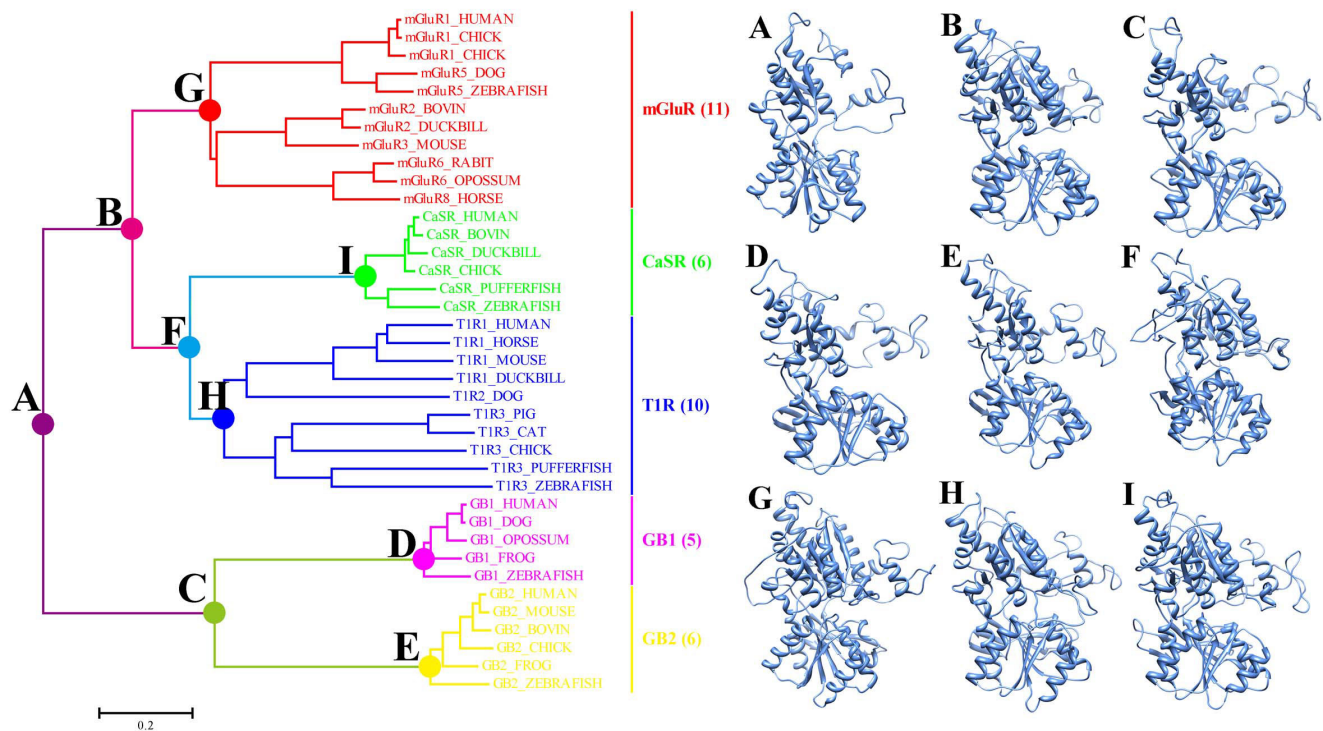 mGluR1_HUMAN
mGluR1_CHICK
mGluR1_CHICK
mGluR5_DOG
mGluR5_ZEBRAFISH
mGluR2_BOVIN
mGluR2_DUCKBILL
mGluR3_MOUSE
mGluR6_RABIT
mGluR6_OPOSSUM
mGluR8_HORSE
CaSR_HUMAN
CaSR_BOVIN
CaSR_DUCKBILL
CaSR_CHICK
CaSR_PUFFERFISH
CaSR_ZEBRAFISH
T1R1_HUMAN
T1R1_HORSE
T1R1_MOUSE
T1R1_DUCKBILL
T1R2_DOG
T1R3_PIG
T1R3_CAT
T1R3_CHICK
T1R3_PUFFERFISH
T1R3_ZEBRAFISH
GB1_HUMAN
GB1_DOG
GB1_OPOSSUM
GB1_FROG
GB1_ZEBRAFISH
GB2_HUMAN
GB2_MOUSE
GB2_BOVIN
GB2_CHICK
GB2_FROG
GB2_ZEBRAFISH
G
B
I
F
H
A
D
C
E
0.2
mGluR (11)
CaSR (6)
T1R (10)
GB1 (5)
GB2 (6)
A
B
C
D
E
F
G
H
I